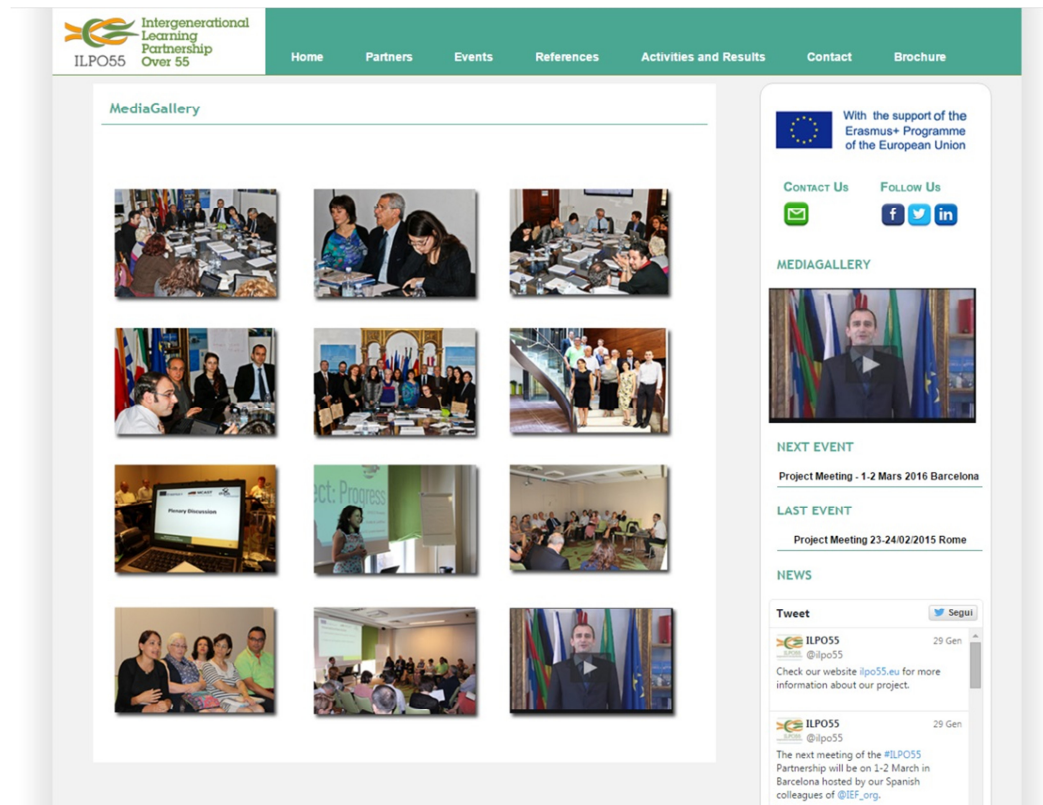 Intergenerational
Learning
Partnership
Over 55
ILPO55
Home Partners Events References Activities and Results Contact Brochure
MediaGallery
ect: Progress
Plenary Discussion
With the support of the
Erasmus+ Programme
of the European Union
Contact Us Follow Us
MEDIAGALLERY
NEXT EVENT
Project Meeting - 1-2 Mars 2016 Barcelona
LAST EVENT
Project Meeting 23-24/02/2015 Rome
NEWS
Tweet Segui
ILPO55 29 Gen
@ilpo55
Check our website ilpo55.eu for more
information about our project.
ILPO55 29 Gen
@ilpo55
The next meeting of the #ILPO55
Partnership will be on 1-2 March in
Barcelona hosted by our Spanish
colleagues of @IEF_org.